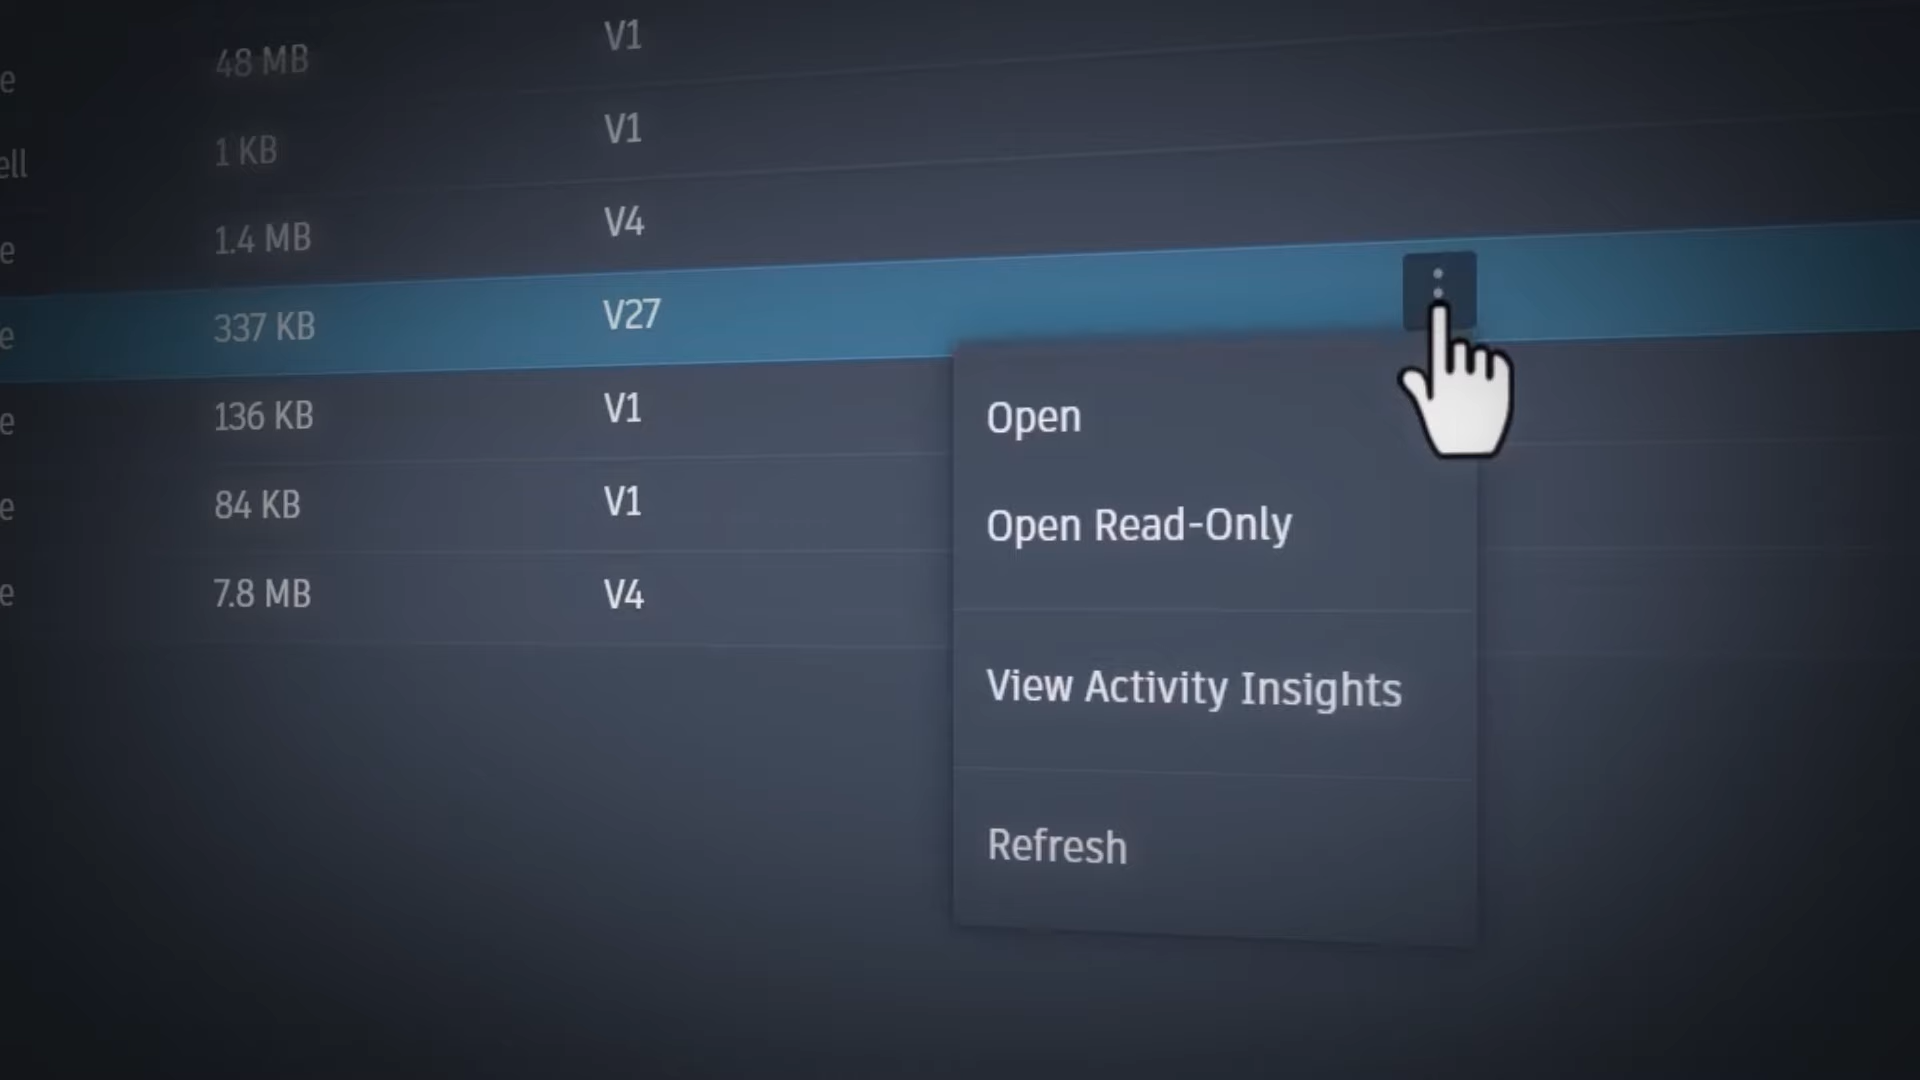 e 48 MB V1
ell 1 KB V1
e 1.4 MB V4
e 337 KB V27
e 136 KB V1
e 84 KB V1
e 7.8 MB V4
Open
Open Read-Only
View Activity Insights
Refresh